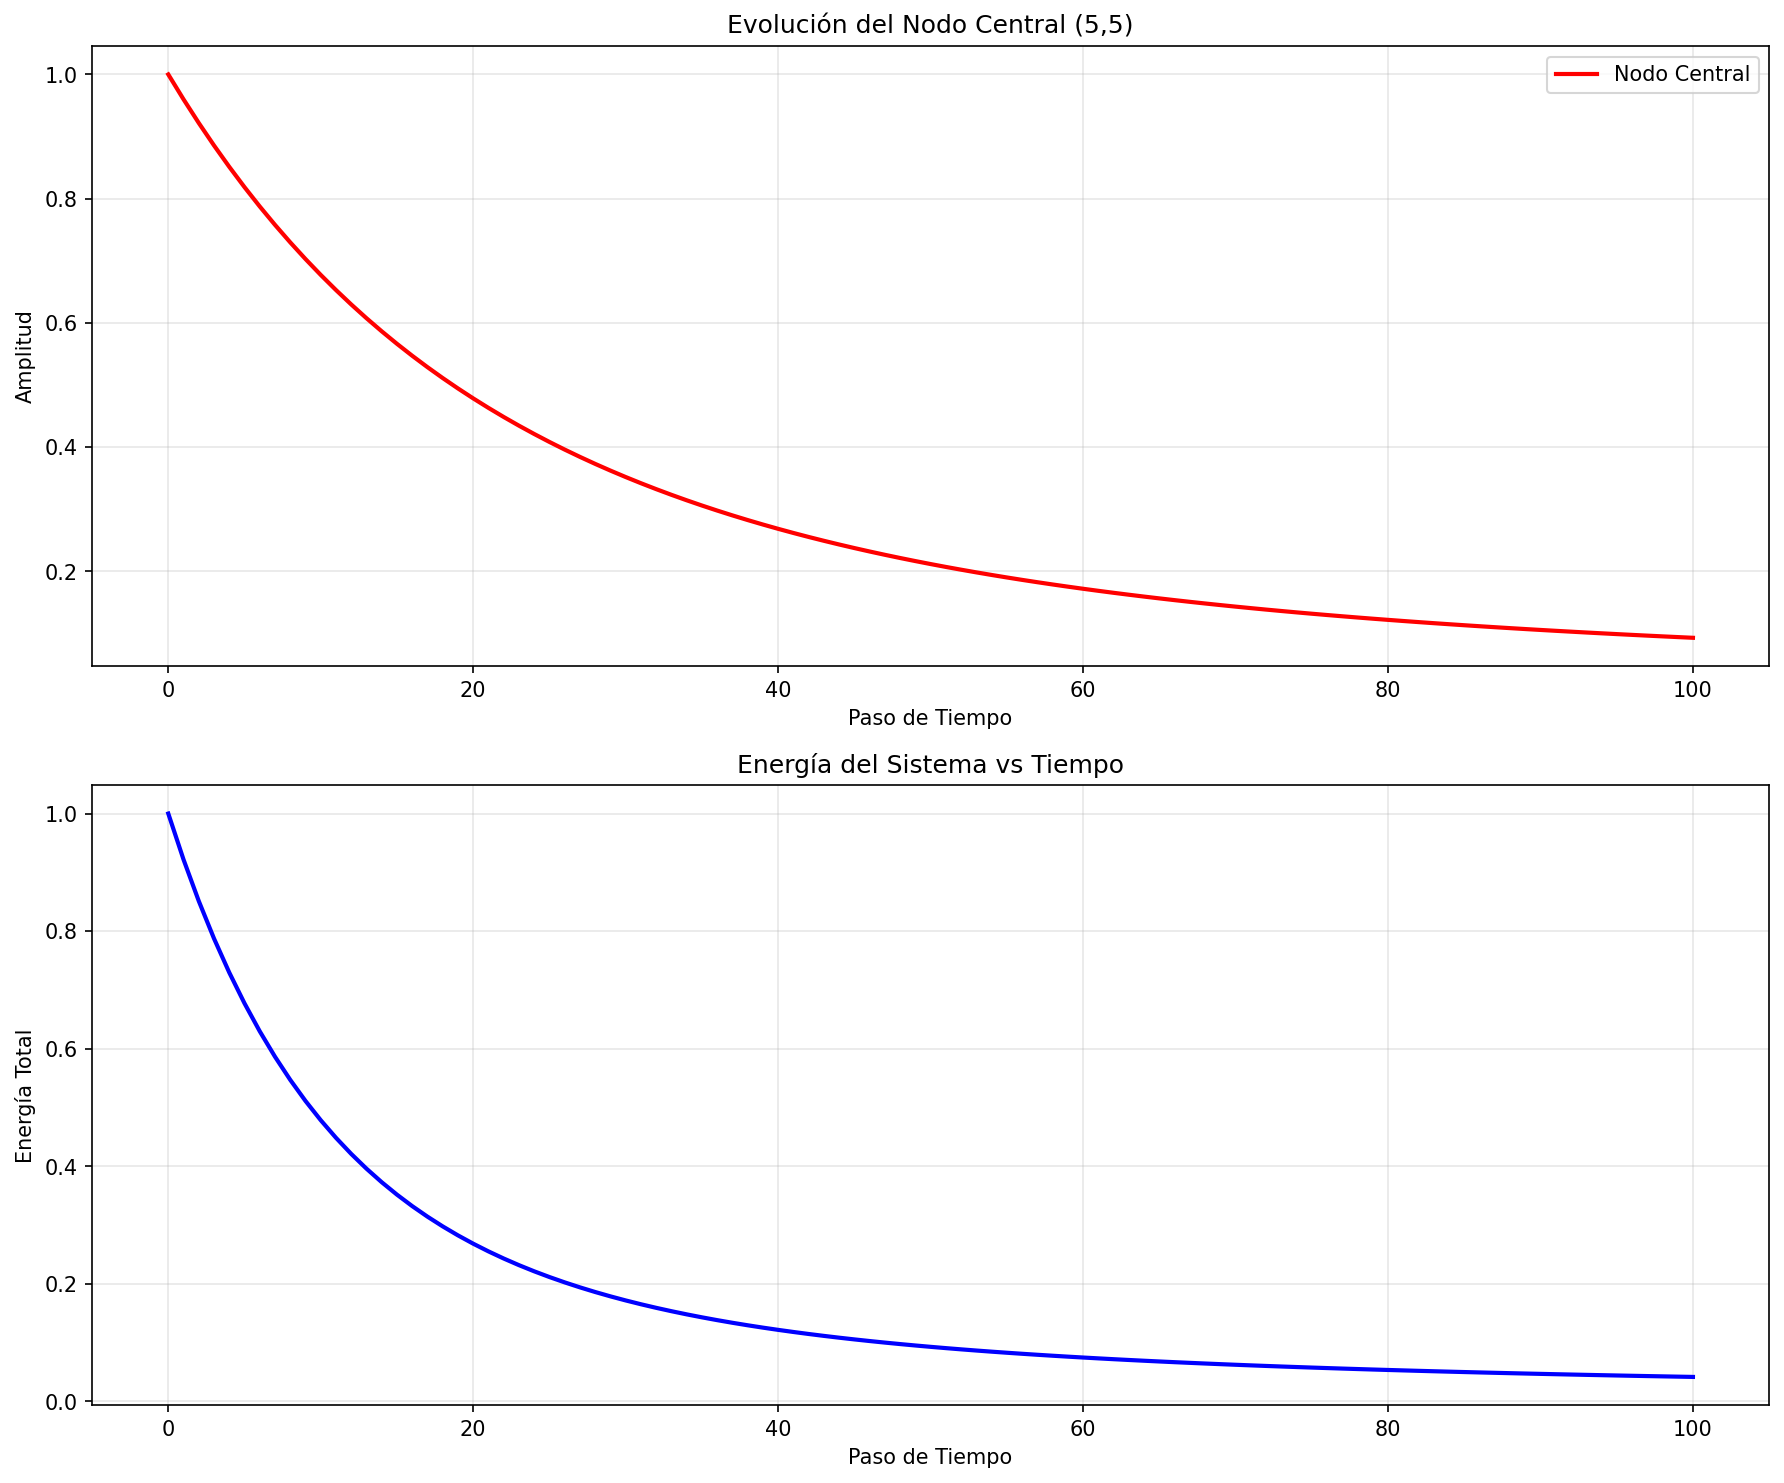 Evolución del Nodo Central (5,5)
Nodo Central
1.0
0.8
0.6
0.4
0.2
Amplitud
0 20 40 60 80 100
Paso de Tiempo
Energía del Sistema vs Tiempo
1.0
0.8
0.6
0.4
0.2
0.0
Energía Total
0 20 40 60 80 100
Paso de Tiempo